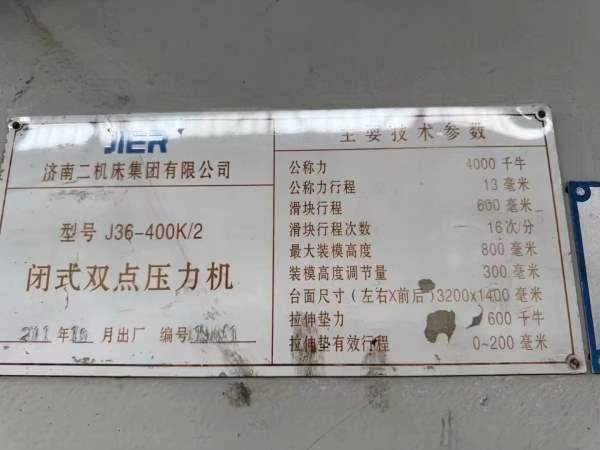 JIER
济南二机床集团有限公司
型号 J36-400K/2
闭式双点压力机
年 月出厂 编号
主要技术参数
公称力 4000 千牛
公称力行程 13 毫米
滑块行程 毫米
滑块行程次数 16 次/分
最大装模高度 800 毫米
装模高度调节量 300 毫米
台面尺寸(左右X前后)3200x1400 毫米
拉伸垫力 600 千牛
拉伸垫有效行程 0~200 毫米